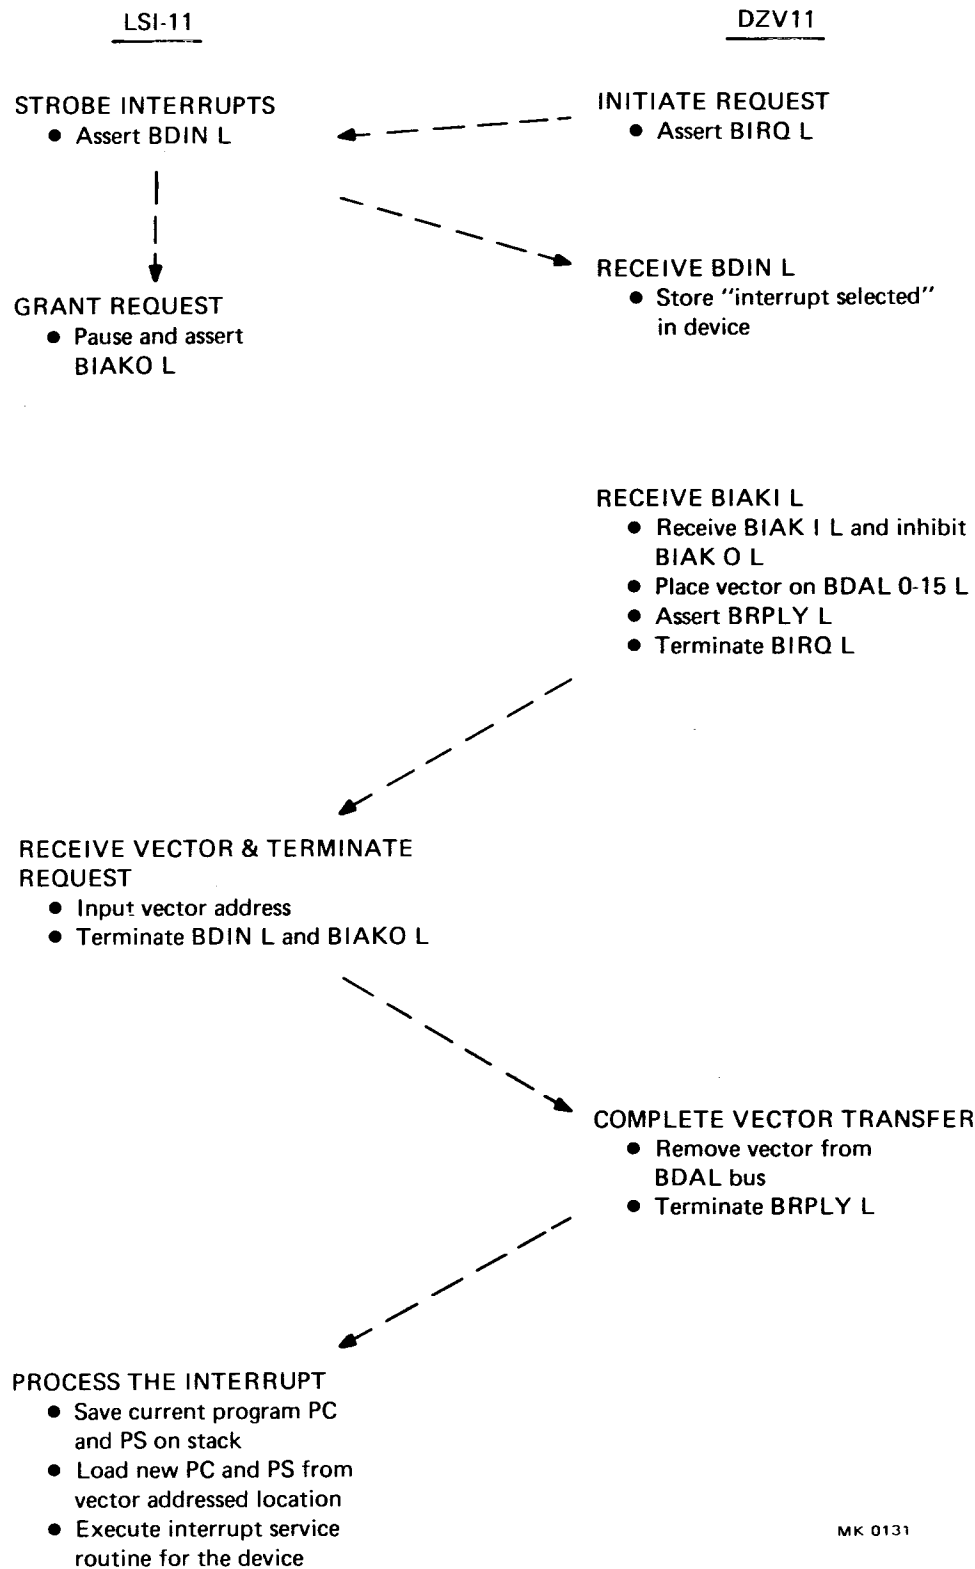 LSI-11
DZV11
STROBE INTERRUPTS
● Assert BDIN L
INITIATE REQUEST
● Assert BIRQ L
RECEIVE BDIN L
● Store "interrupt selected"
in device
GRANT REQUEST
● Pause and assert
BIAKO L
RECEIVE BIAKI L
● Receive BIAK I L and inhibit
BIAK O L
● Place vector on BDAL 0-15 L
● Assert BRPLY L
● Terminate BIRQ L
RECEIVE VECTOR & TERMINATE
REQUEST
● Input vector address
● Terminate BDIN L and BIAKO L
COMPLETE VECTOR TRANSFER
● Remove vector from
BDAL bus
● Terminate BRPLY L
PROCESS THE INTERRUPT
● Save current program PC
and PS on stack
● Load new PC and PS from
vector addressed location
● Execute interrupt service
routine for the device
MK 0131